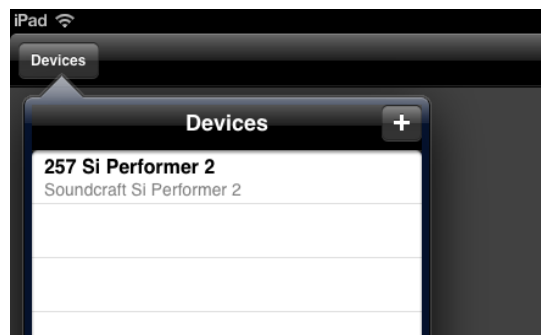 iPad
Devices
Devices +
257 Si Performer 2
Soundcraft Si Performer 2